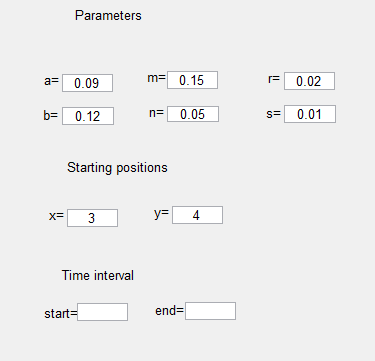 Parameters
a= 0.09 m= 0.15 r= 0.02
b= 0.12 n= 0.05 s= 0.01
Starting positions
x= 3 y= 4
Time interval
start= end=